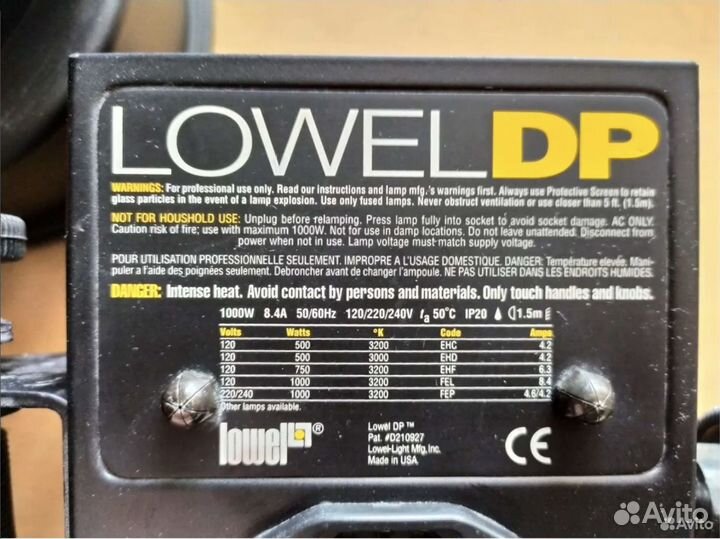 LOWEL DP
WARNINGS: For professional use only. Read our instructions and lamp mfg.'s warnings first. Always use Protective Screen to retain
glass particles in the event of a lamp explosion. Use only fused lamps. Never obstruct ventilation or use closer than 5 ft. (1.5m).
NOT FOR HOUSHOLD USE: Unplug before relamping. Press lamp fully into socket to avoid socket damage. AC ONLY.
Caution risk of fire; use with maximum 1000W. Not for use in damp locations. Do not leave unattended. Disconnect from
power when not in use. Lamp voltage must match supply voltage.
POUR UTILISATION PROFESSIONNELLE SEULEMENT. IMPROPRE A L'USAGE DOMESTIQUE. DANGER: Température elevée. Mani-
puler a l'aide des poignées seulement. Debroncher avant de changer l'ampoule. NE PAS UTILISER DANS LES ENDROITS HUMIDES.
DANGER: Intense heat. Avoid contact by persons and materials. Only touch handles and knobs.
1000W 8.4A 50/60Hz 120/220/240V ta 50°C IP20 1.5m
Volts Watts °K Code Amps
120 500 3200 EHC 4.2
120 500 3000 EHD 4.2
120 750 3200 EHF 6.3
120 1000 3200 FEL 8.4
220/240 1000 3200 FEP 4.6/4.2
Other lamps available.
lowel ®
Lowel DP™
Pat. #D210927
Lowel-Light Mfg, Inc.
Made in USA
CE
Avito
Avito